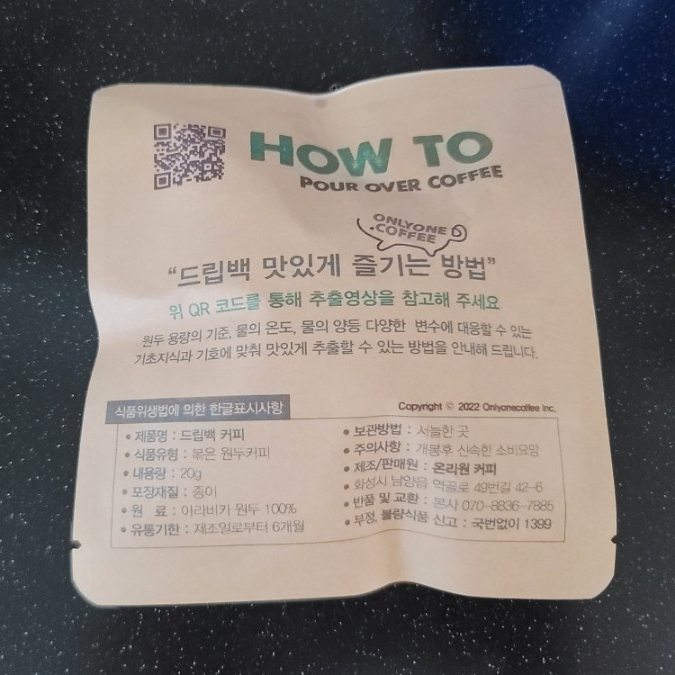 HOW TO
POUR OVER COFFEE
ONLYONE
.COFFEE
“드립백 맛있게 즐기는 방법”
위 QR 코드를 통해 추출영상을 참고해 주세요
원두 용량의 기준, 물의 온도, 물의 양등 다양한 변수에 대응할 수 있는
기초지식과 기호에 맞춰 맛있게 추출할 수 있는 방법을 안내해 드립니다.
식품위생법에 의한 한글표시사항
Copyright © 2022 Onlyonecoffee Inc.
• 제품명 : 드립백 커피
• 식품유형 : 볶은 원두커피
• 내용량 : 20g
• 포장재질 : 종이
• 원 료 : 아라비카 원두 100%
• 유통기한 : 제조일로부터 6개월
• 보관방법 : 서늘한 곳
• 주의사항 : 개봉후 신속한 소비요망
• 제조/판매원 : 온리원 커피
• 화성시 남양읍 역골로 49번길 42-6
• 반품 및 교환 : 본사 070-8836-7885
• 부정, 불량식품 신고 : 국번없이 1399